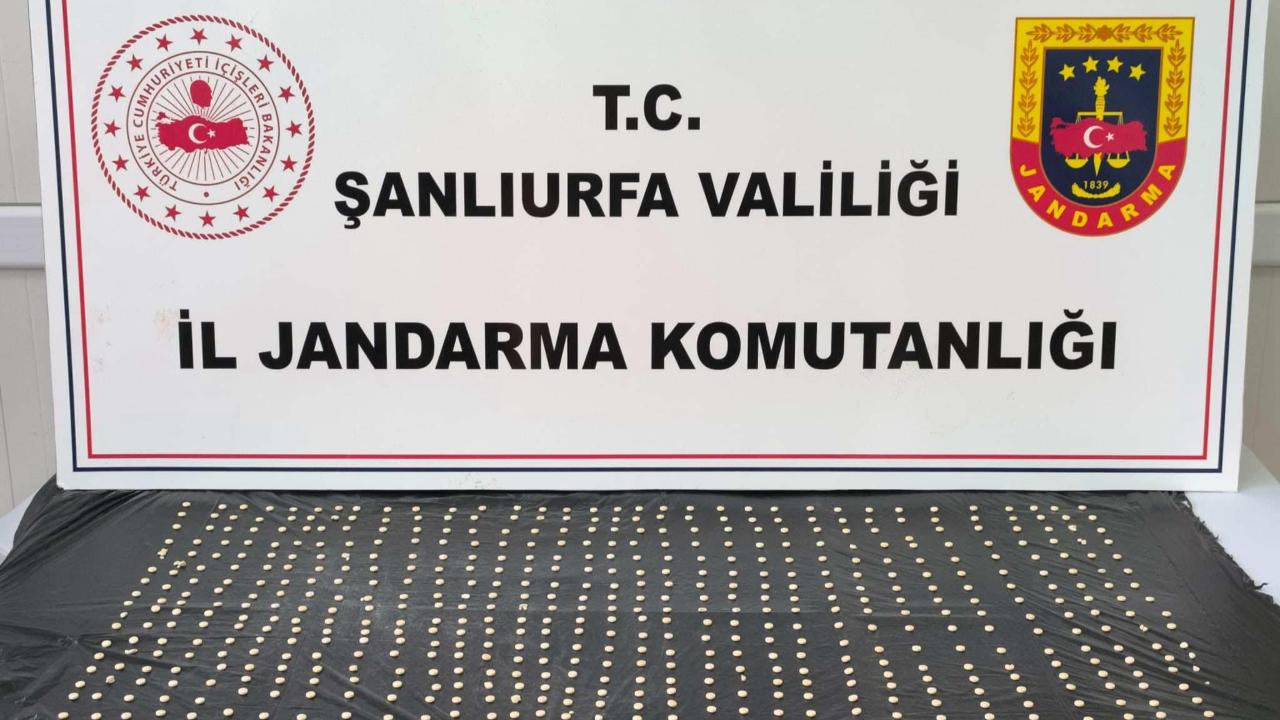 TÜRKİYE CUMHURİYETİ İÇİŞLERİ BAKANLIĞI
T.C.
ŞANLIURFA VALİLİĞİ
İL JANDARMA KOMUTANLIĞI
1839
JANDARMA